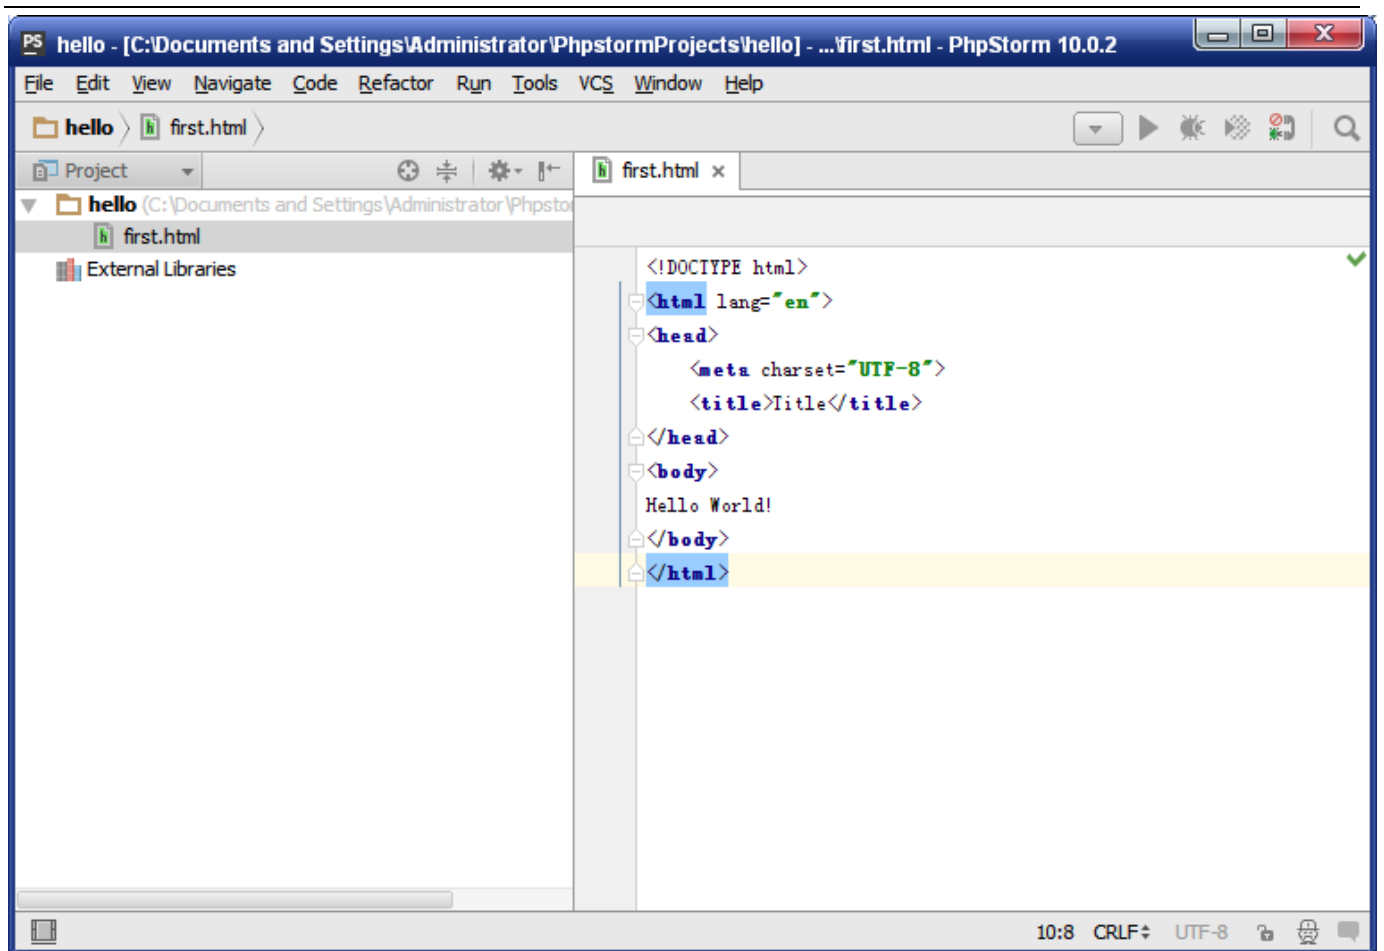 PS hello - [C:\Documents and Settings\Administrator\PhpstormProjects\hello] - ...\first.html - PhpStorm 10.0.2
File Edit View Navigate Code Refactor Run Tools VCS Window Help
hello first.html
Project
first.html
hello (C:\Documents and Settings\Administrator\Phpstor
first.html
External Libraries
<!DOCTYPE html>
<html lang="en">
<head>
<meta charset="UTF-8">
<title>Title</title>
</head>
<body>
Hello World!
</body>
</html>
10:8 CRLF UTF-8